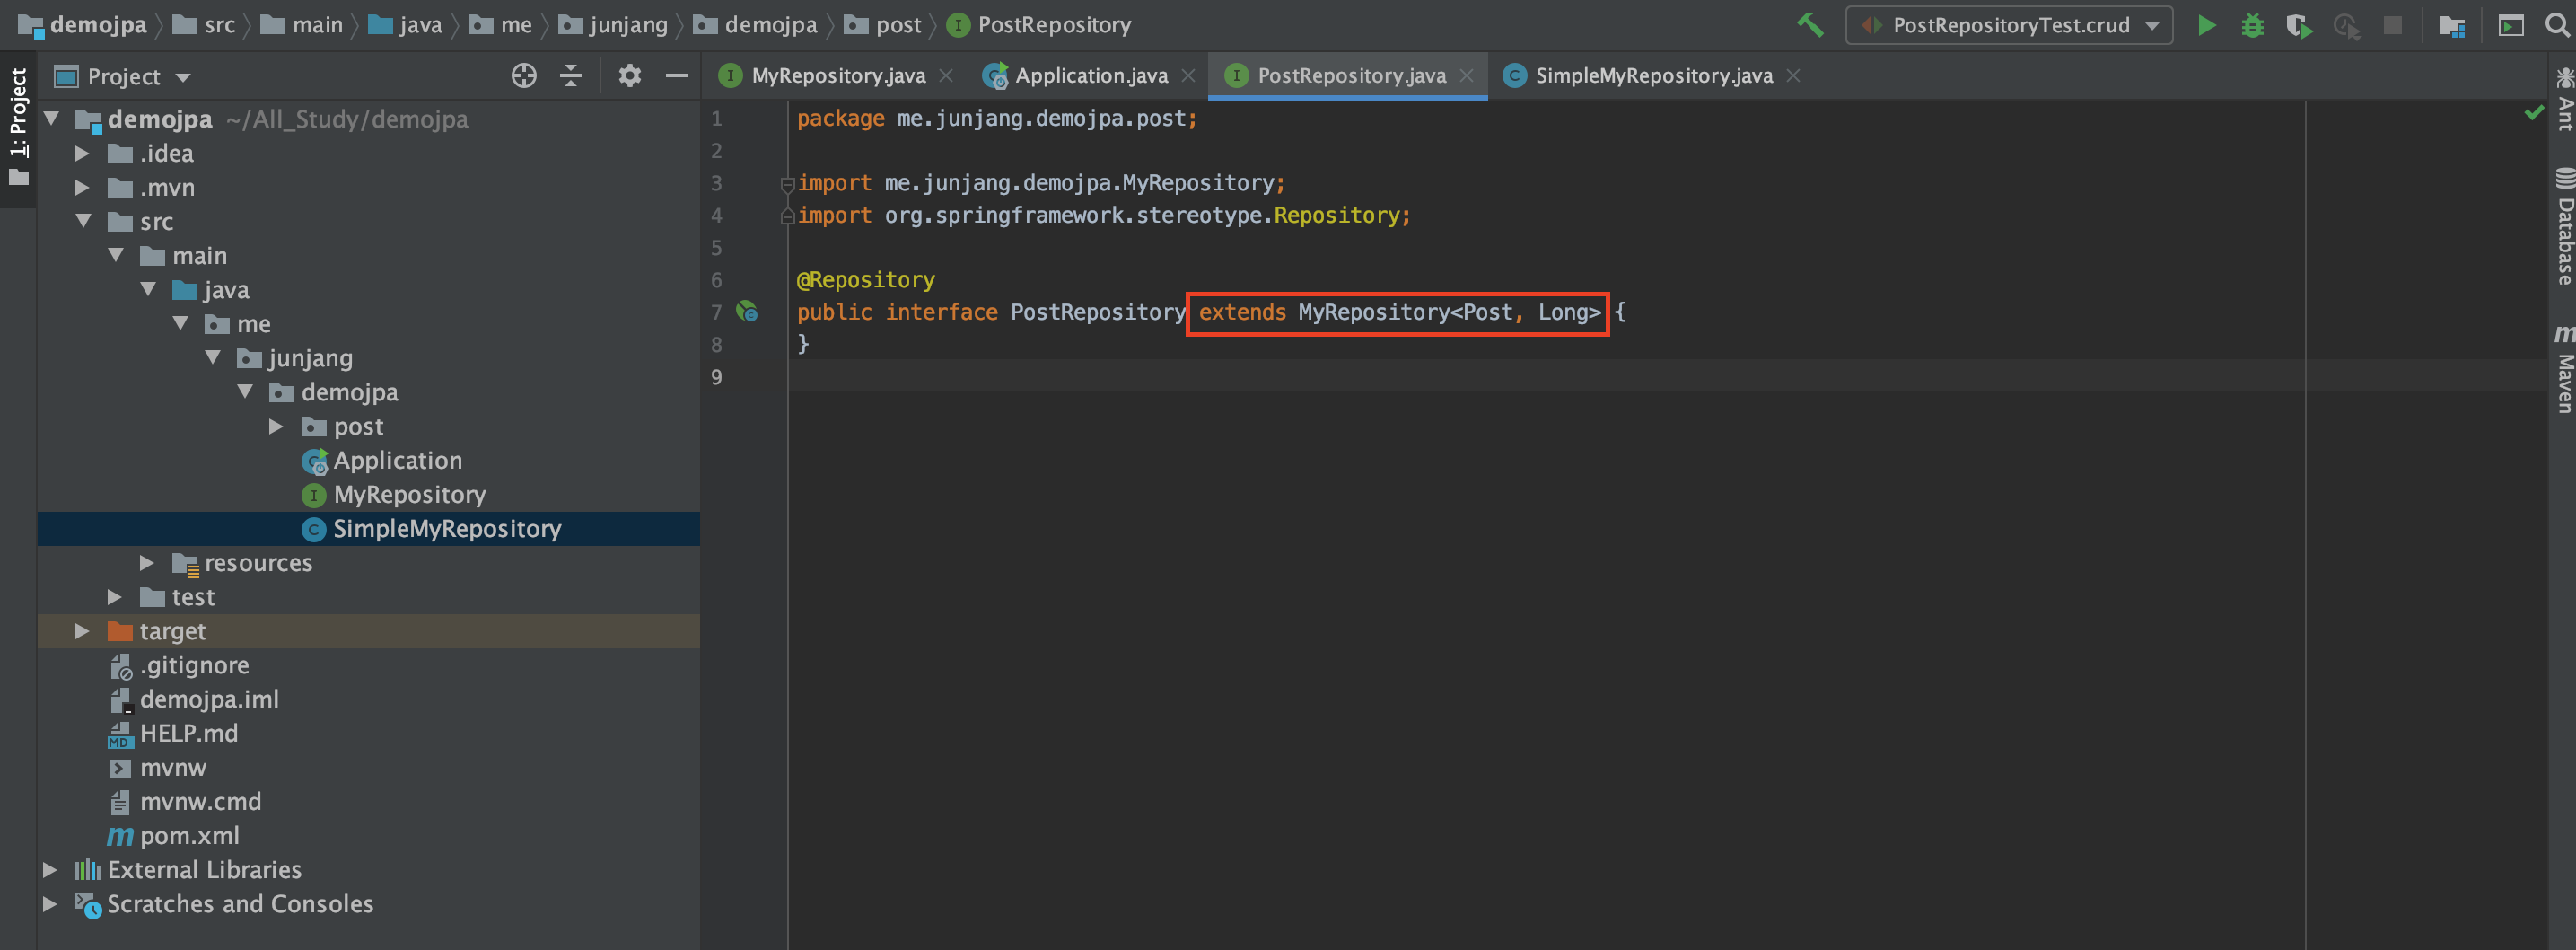 demojpa src main java me junjang demojpa post PostRepository
PostRepositoryTest.crud
1: Project
Project
MyRepository.java
Application.java
PostRepository.java
SimpleMyRepository.java
demojpa ~/All_Study/demojpa
.idea
.mvn
src
main
java
me
junjang
demojpa
post
Application
MyRepository
SimpleMyRepository
resources
test
target
.gitignore
demojpa.iml
HELP.md
mvnw
mvnw.cmd
pom.xml
External Libraries
Scratches and Consoles
1 package me.junjang.demojpa.post;
2
3 import me.junjang.demojpa.MyRepository;
4 import org.springframework.stereotype.Repository;
5
6 @Repository
7 public interface PostRepository extends MyRepository<Post, Long> {
8 }
9
Ant
Database
Maven